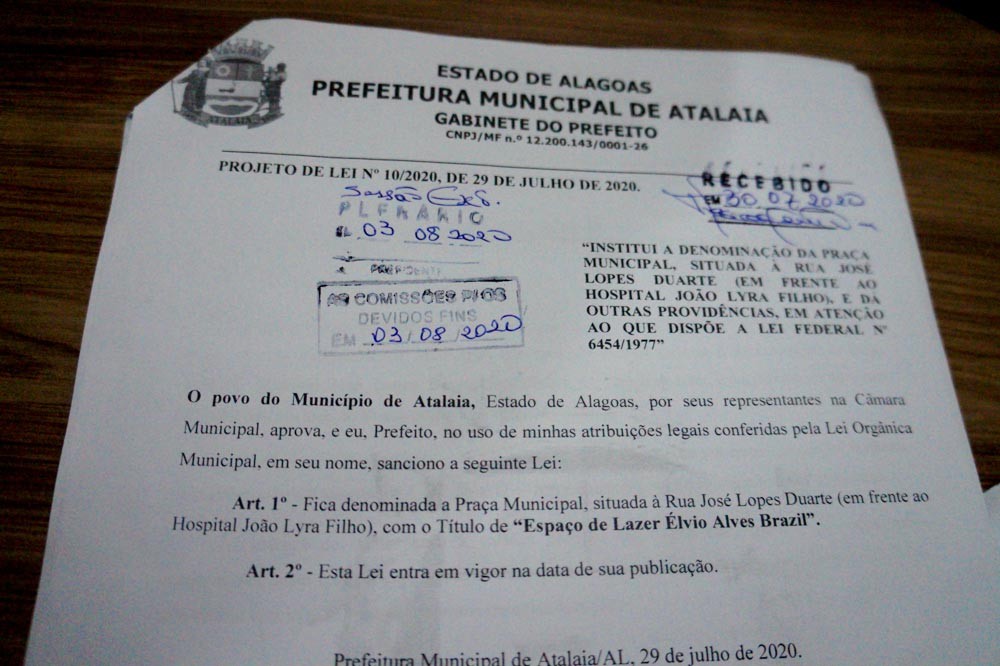 ATALAIA
ESTADO DE ALAGOAS
PREFEITURA MUNICIPAL DE ATALAIA
GABINETE DO PREFEITO
CNPJ/MF n.º 12.200.143/0001-26
PROJETO DE LEI Nº 10/2020, DE 29 DE JULHO DE 2020.
RECEBIDO
EM 30.07.2020
Sessão
EM 03 08 2020
PRESIDENTE
AS COMISSÕES P/OS
DEVIDOS FINS
EM 03/08/2020
“INSTITUI A DENOMINAÇÃO DA PRAÇA
MUNICIPAL, SITUADA À RUA JOSÉ
LOPES DUARTE (EM FRENTE AO
HOSPITAL JOÃO LYRA FILHO), E DÁ
OUTRAS PROVIDÊNCIAS, EM ATENÇÃO
AO QUE DISPÕE A LEI FEDERAL Nº
6454/1977”
O povo do Município de Atalaia, Estado de Alagoas, por seus representantes na Câmara
Municipal, aprova, e eu, Prefeito, no uso de minhas atribuições legais conferidas pela Lei Orgânica
Municipal, em seu nome, sanciono a seguinte Lei:
Art. 1º - Fica denominada a Praça Municipal, situada à Rua José Lopes Duarte (em frente ao
Hospital João Lyra Filho), com o Título de “Espaço de Lazer Élvio Alves Brazil”.
Art. 2º - Esta Lei entra em vigor na data de sua publicação.
Prefeitura Municipal de Atalaia/AL, 29 de julho de 2020.